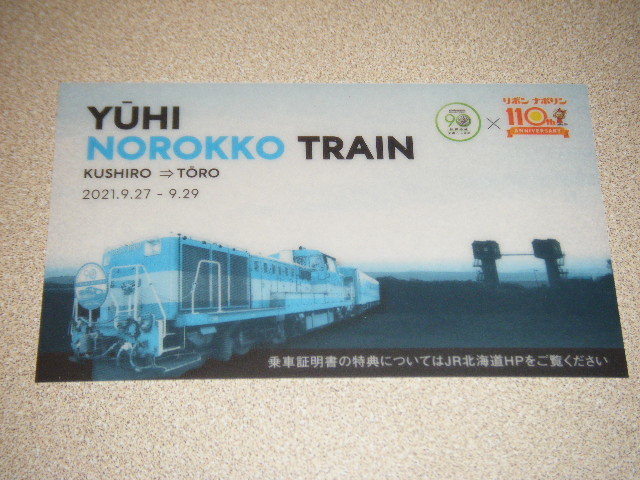 YŪHI
NOROKKO TRAIN
KUSHIRO ⇒ TŌRO
2021.9.27 - 9.29
90
×
リボン ナポリン
110th
ANNIVERSARY
乗車証明書の特典についてはJR北海道HPをご覧ください